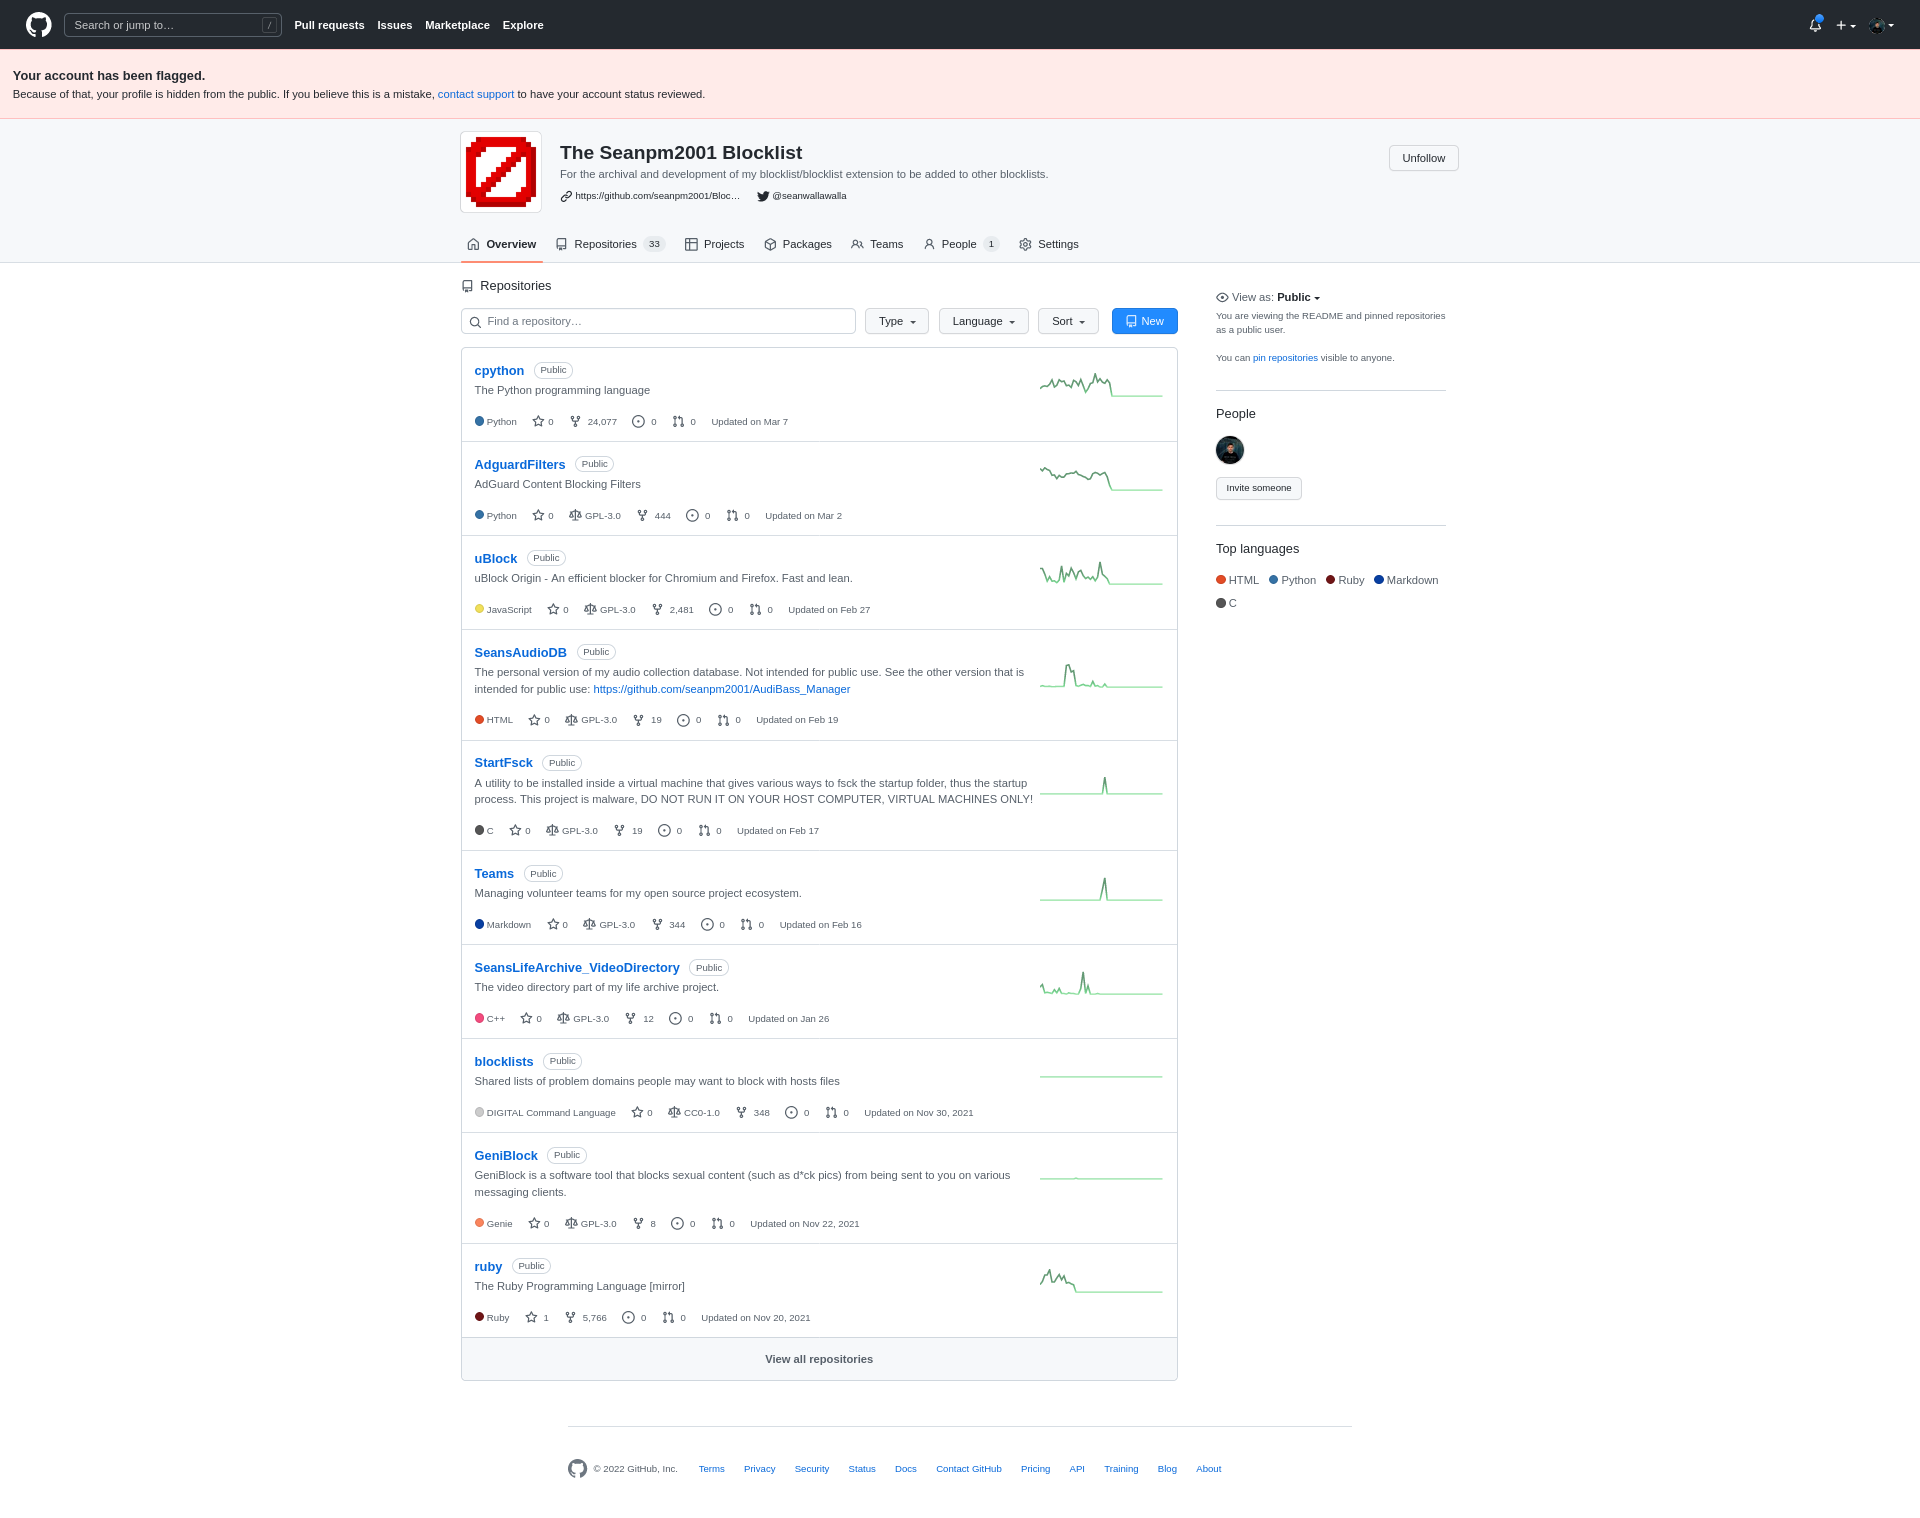 Search or jump to… /
Pull requests Issues Marketplace Explore
Your account has been flagged.
Because of that, your profile is hidden from the public. If you believe this is a mistake, contact support to have your account status reviewed.
The Seanpm2001 Blocklist
Unfollow
For the archival and development of my blocklist/blocklist extension to be added to other blocklists.
https://github.com/seanpm2001/Bloc… @seanwallawalla
Overview Repositories 33 Projects Packages Teams People 1 Settings
Repositories
Find a repository… Type Language Sort New
cpython Public
The Python programming language
Python 0 24,077 0 0 Updated on Mar 7
AdguardFilters Public
AdGuard Content Blocking Filters
Python 0 GPL-3.0 444 0 0 Updated on Mar 2
uBlock Public
uBlock Origin - An efficient blocker for Chromium and Firefox. Fast and lean.
JavaScript 0 GPL-3.0 2,481 0 0 Updated on Feb 27
SeansAudioDB Public
The personal version of my audio collection database. Not intended for public use. See the other version that is
intended for public use: https://github.com/seanpm2001/AudiBass_Manager
HTML 0 GPL-3.0 19 0 0 Updated on Feb 19
StartFsck Public
A utility to be installed inside a virtual machine that gives various ways to fsck the startup folder, thus the startup
process. This project is malware, DO NOT RUN IT ON YOUR HOST COMPUTER, VIRTUAL MACHINES ONLY!
C 0 GPL-3.0 19 0 0 Updated on Feb 17
Teams Public
Managing volunteer teams for my open source project ecosystem.
Markdown 0 GPL-3.0 344 0 0 Updated on Feb 16
SeansLifeArchive_VideoDirectory Public
The video directory part of my life archive project.
C++ 0 GPL-3.0 12 0 0 Updated on Jan 26
blocklists Public
Shared lists of problem domains people may want to block with hosts files
DIGITAL Command Language 0 CC0-1.0 348 0 0 Updated on Nov 30, 2021
GeniBlock Public
GeniBlock is a software tool that blocks sexual content (such as d*ck pics) from being sent to you on various
messaging clients.
Genie 0 GPL-3.0 8 0 0 Updated on Nov 22, 2021
ruby Public
The Ruby Programming Language [mirror]
Ruby 1 5,766 0 0 Updated on Nov 20, 2021
View all repositories
View as: Public
You are viewing the README and pinned repositories
as a public user.
You can pin repositories visible to anyone.
People
Invite someone
Top languages
HTML Python Ruby Markdown
C
© 2022 GitHub, Inc. Terms Privacy Security Status Docs Contact GitHub Pricing API Training Blog About